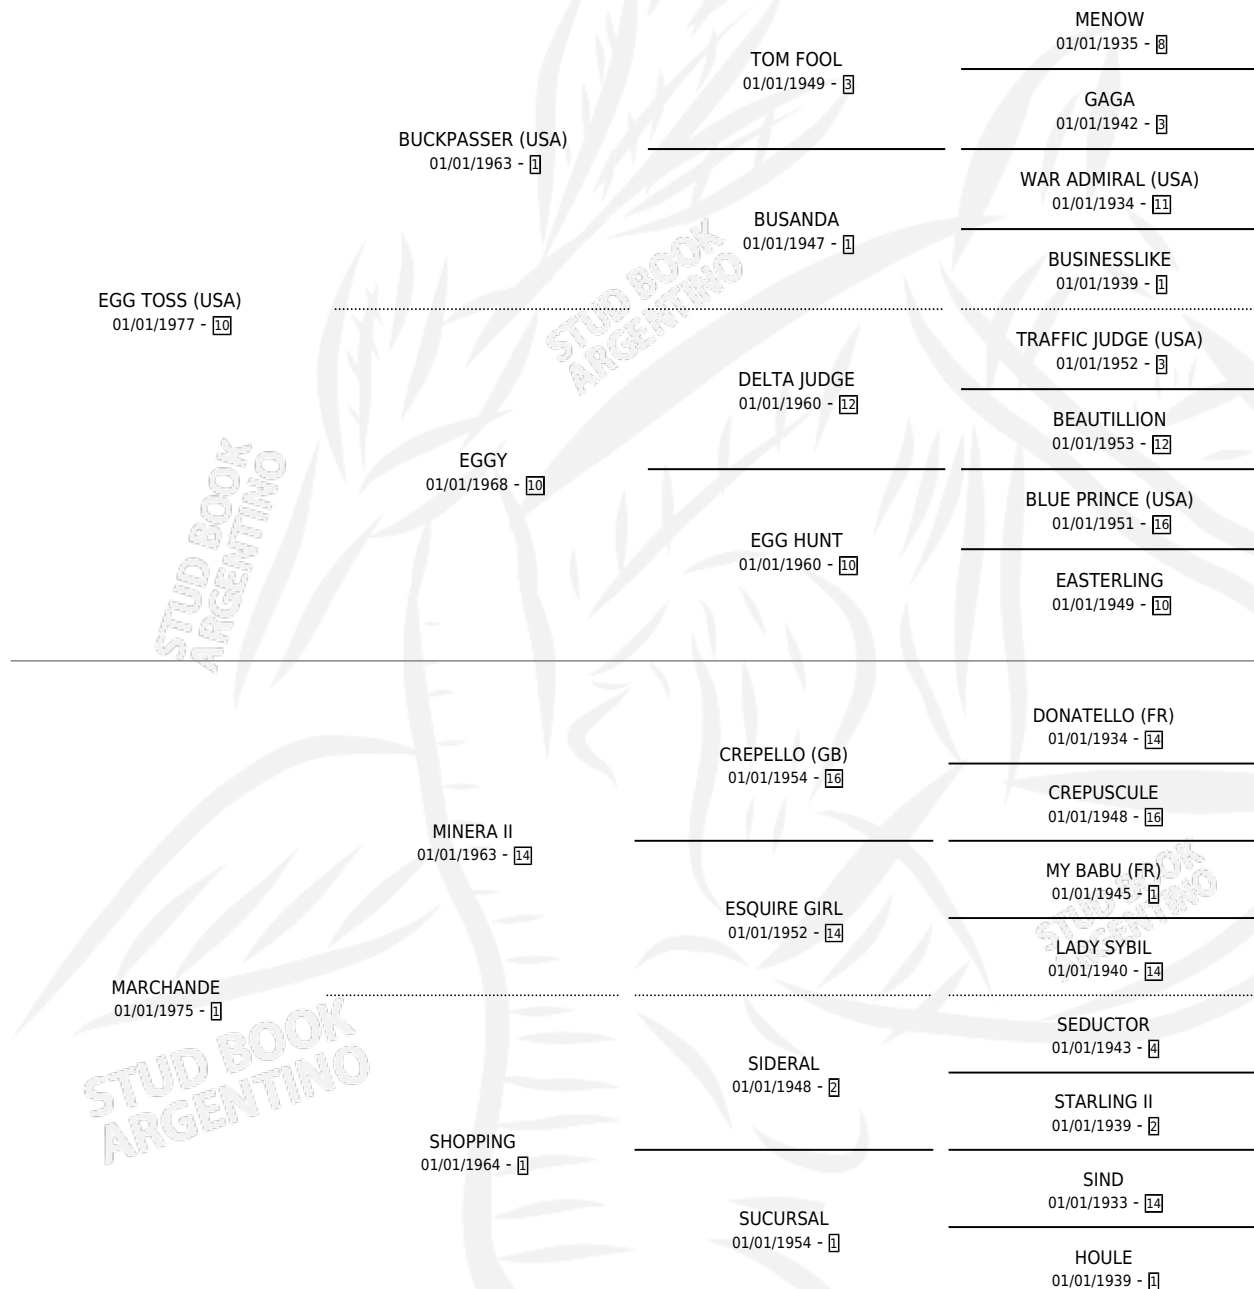 MENOW
01/01/1935 - 8
TOM FOOL
01/01/1949 - 3
GAGA
01/01/1942 - 3
BUCKPASSER (USA)
01/01/1963 - 1
WAR ADMIRAL (USA)
01/01/1934 - 11
BUSANDA
01/01/1947 - 1
BUSINESSLIKE
01/01/1939 - 1
EGG TOSS (USA)
01/01/1977 - 10
TRAFFIC JUDGE (USA)
01/01/1952 - 3
DELTA JUDGE
01/01/1960 - 12
BEAUTILLION
01/01/1953 - 12
EGGY
01/01/1968 - 10
BLUE PRINCE (USA)
01/01/1951 - 16
EGG HUNT
01/01/1960 - 10
EASTERLING
01/01/1949 - 10
DONATELLO (FR)
01/01/1934 - 14
CREPELLO (GB)
01/01/1954 - 16
CREPUSCULE
01/01/1948 - 16
MINERA II
01/01/1963 - 14
MY BABU (FR)
01/01/1945 - 1
ESQUIRE GIRL
01/01/1952 - 14
LADY SYBIL
01/01/1940 - 14
MARCHANDE
01/01/1975 - 1
SEDUCTOR
01/01/1943 - 4
SIDERAL
01/01/1948 - 2
STARLING II
01/01/1939 - 2
SHOPPING
01/01/1964 - 1
SIND
01/01/1933 - 14
SUCURSAL
01/01/1954 - 1
HOULE
01/01/1939 - 1
STUD BOOK
ARGENTINO
STUD BOOK
ARGENTINO
STUD BOOK
ARGENTINO
STUD BOOK
ARGENTINO